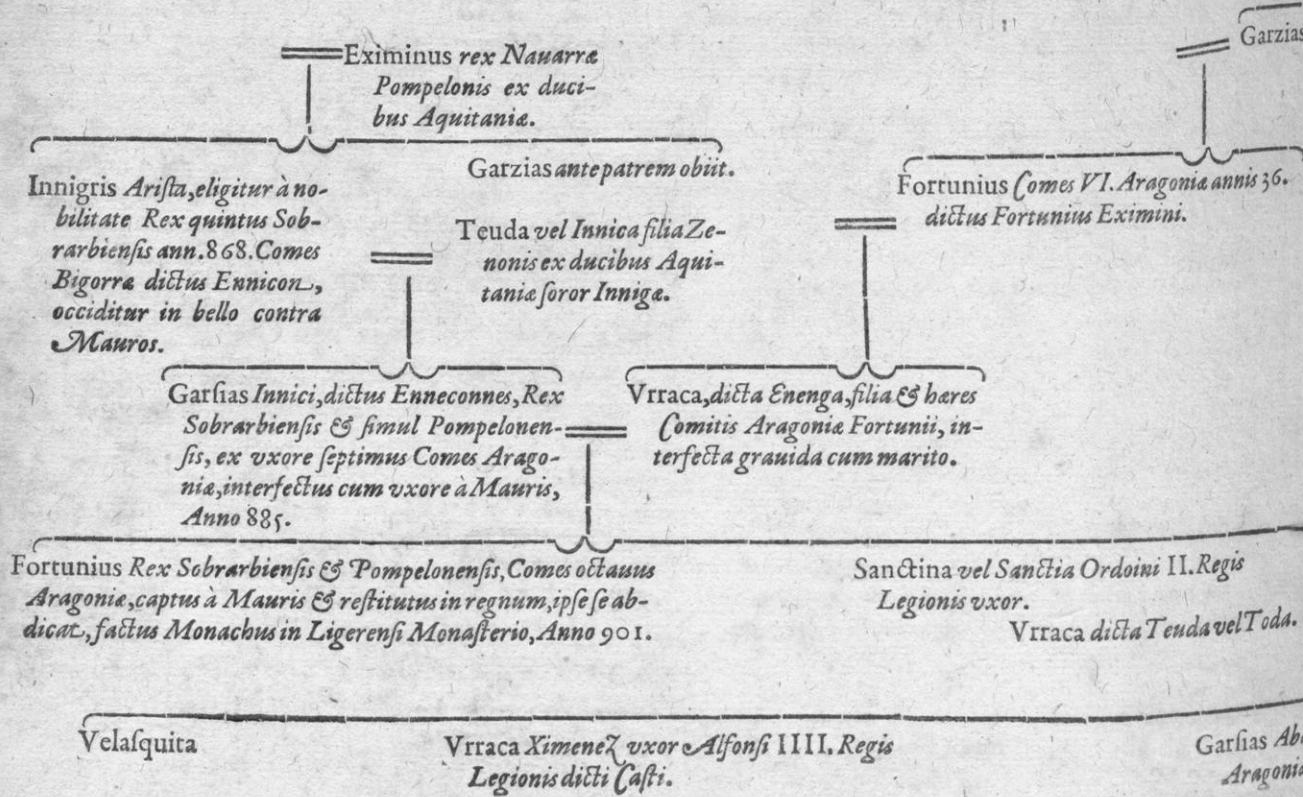 Garzias
Eximinus rex Nauarræ
Pompelonis ex duci-
bus Aquitaniæ.
Garzias ante patrem obiit.
Innigris Arista, eligitur à no-
bilitate Rex quintus Sob-
rarbiensis ann. 868. Comes
Bigorræ dictus Ennicon,
occiditur in bello contra
Mauros.
Teuda vel Innica filia Ze-
nonis ex ducibus Aqui-
taniæ soror Innigæ.
Fortunius Comes VI. Aragoniæ annis 36.
dictus Fortunius Eximini.
Garsias Innici, dictus Enneconnes, Rex
Sobrarbiensis & simul Pompelonen-
sis, ex vxore septimus Comes Arago-
niæ, interfectus cum vxore à Mauris,
Anno 885.
Vrraca, dicta Enenga, filia & hæres
Comitis Aragoniæ Fortunii, in-
terfecta grauida cum marito.
Fortunius Rex Sobrarbiensis & Pompelonensis, Comes octauus
Aragoniæ, captus à Mauris & restitutus in regnum, ipse se ab-
dicat, factus Monachus in Ligerensi Monasterio, Anno 901.
Sanctina vel Sanctia Ordoini II. Regis
Legionis vxor.
Vrraca dicta Teuda vel Toda.
Velasquita
Vrraca Ximenez vxor Alfonsi IIII. Regis
Legionis dicti Casti.
Garsias
Aragoniæ